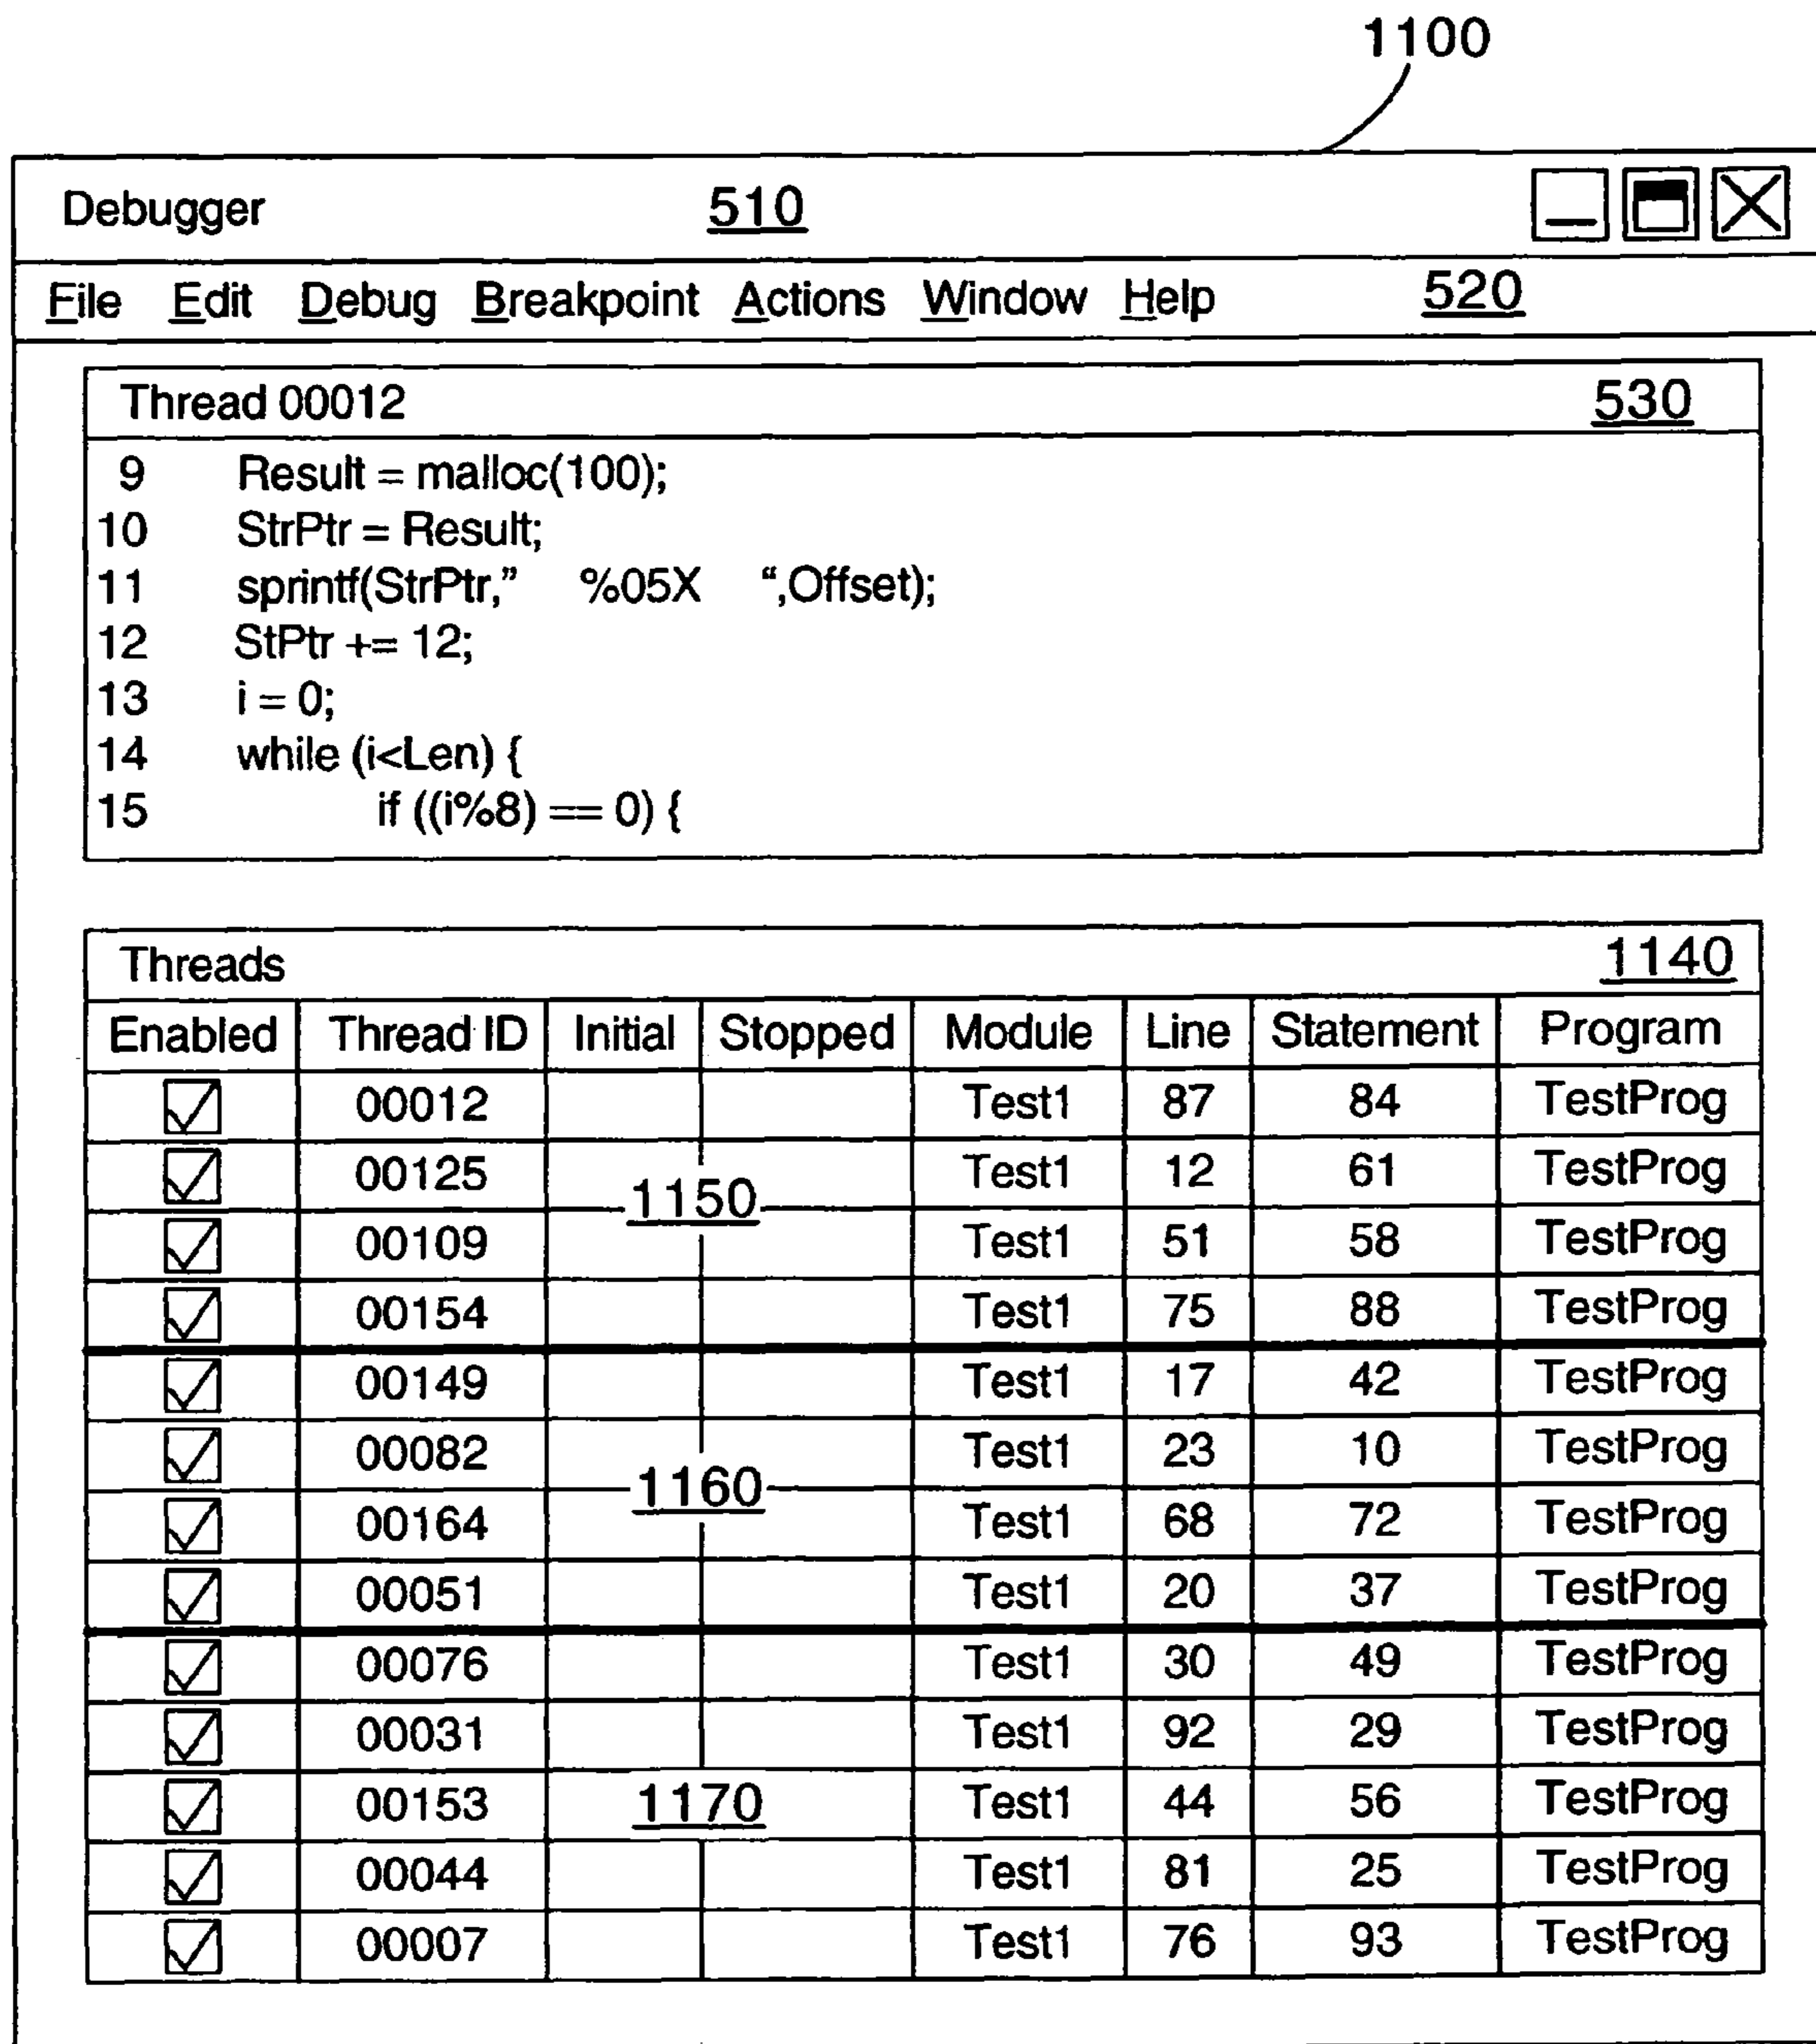 1100
Debugger 510
File Edit Debug Breakpoint Actions Window Help 520
Thread 00012 530
9 Result = malloc(100);
10 StrPtr = Result;
11 sprintf(StrPtr,” %05X “,Offset);
12 StPtr += 12;
13 i = 0;
14 while (i<Len) {
15 if ((i%8) == 0) {
Threads 1140
Enabled Thread ID Initial Stopped Module Line Statement Program
00012 Test1 87 84 TestProg
00125 Test1 12 61 TestProg
1150
00109 Test1 51 58 TestProg
00154 Test1 75 88 TestProg
00149 Test1 17 42 TestProg
00082 Test1 23 10 TestProg
1160
00164 Test1 68 72 TestProg
00051 Test1 20 37 TestProg
00076 Test1 30 49 TestProg
00031 Test1 92 29 TestProg
00153 1170 Test1 44 56 TestProg
00044 Test1 81 25 TestProg
00007 Test1 76 93 TestProg